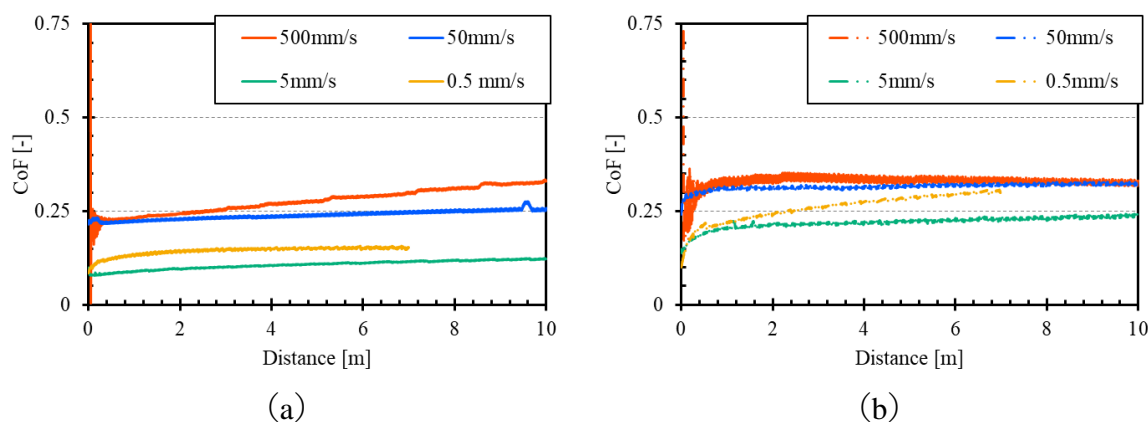 500mm/s 50mm/s
5mm/s 0.5 mm/s
0.75
0.5
0.25
0
CoF [-]
0 2 4 6 8 10
Distance [m]
(a)
500mm/s 50mm/s
5mm/s 0.5mm/s
0.75
0.5
0.25
0
CoF [-]
0 2 4 6 8 10
Distance [m]
(b)